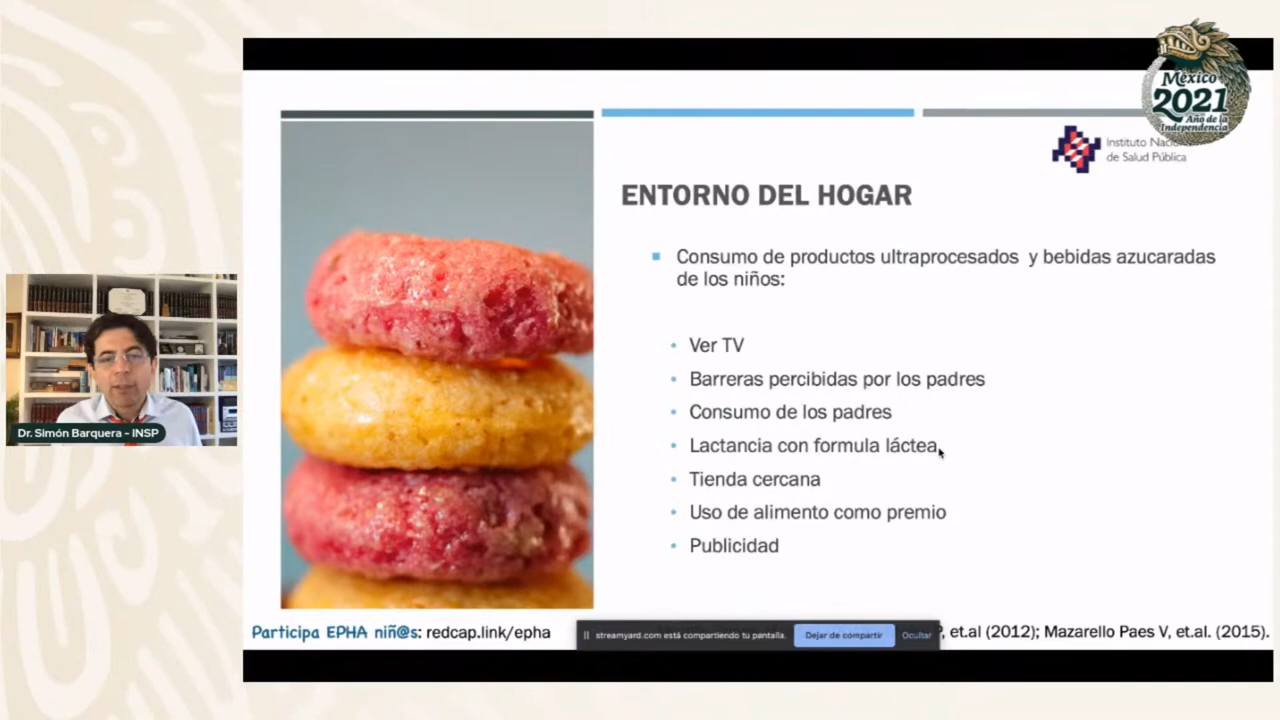 México
2021
Año de la
Independencia
Instituto
de Salud Pública
ENTORNO DEL HOGAR
Consumo de productos ultraprocesados y bebidas azucaradas
de los niños:
Ver TV
Barreras percibidas por los padres
Consumo de los padres
Lactancia con formula láctea
Tienda cercana
Uso de alimento como premio
Publicidad
Dr. Simón Barquera - INSP
Participa EPHA niñ@s: redcap.link/epha
streamyard.com está compartiendo tu pantalla.
Dejar de compartir
Ocultar
, et.al (2012); Mazarello Paes V, et.al. (2015).